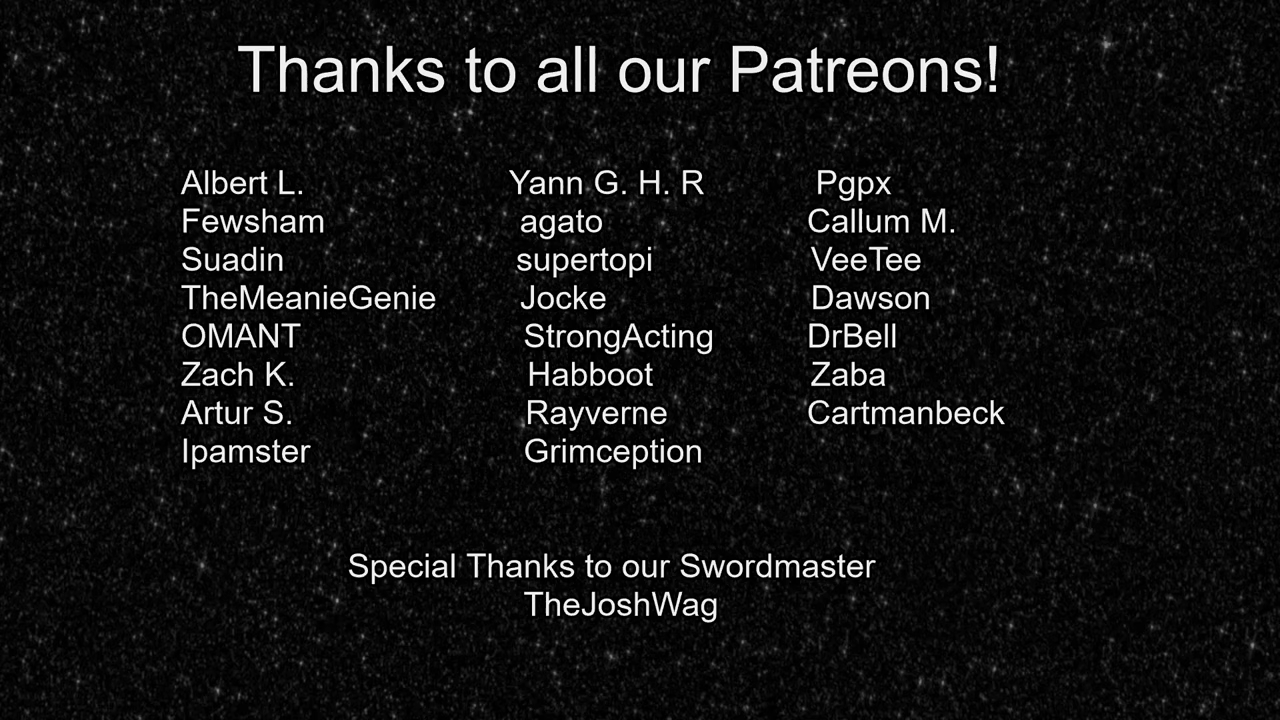 Thanks to all our Patreons!
Albert L. Yann G. H. R Pgpx
Fewsham agato Callum M.
Suadin supertopi VeeTee
TheMeanieGenie Jocke Dawson
OMANT StrongActing DrBell
Zach K. Habboot Zaba
Artur S. Rayverne Cartmanbeck
Ipamster Grimception
Special Thanks to our Swordmaster
TheJoshWag